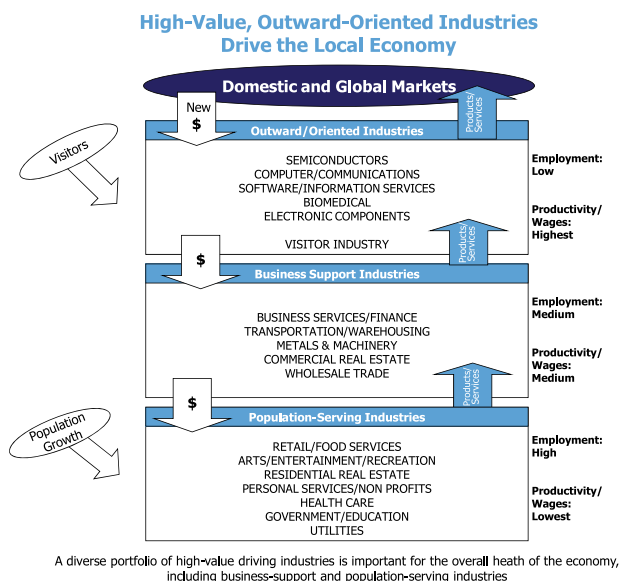 High-Value, Outward-Oriented Industries
Drive the Local Economy
Domestic and Global Markets
New
$
Products/
Services
Outward/Oriented Industries
Visitors
SEMICONDUCTORS
COMPUTER/COMMUNICATIONS
SOFTWARE/INFORMATION SERVICES
BIOMEDICAL
ELECTRONIC COMPONENTS
VISITOR INDUSTRY
Employment:
Low
Productivity/
Wages:
Highest
$
Products/
Services
Business Support Industries
BUSINESS SERVICES/FINANCE
TRANSPORTATION/WAREHOUSING
METALS & MACHINERY
COMMERCIAL REAL ESTATE
WHOLESALE TRADE
Employment:
Medium
Productivity/
Wages:
Medium
$
Products/
Services
Population-Serving Industries
Population
Growth
RETAIL/FOOD SERVICES
ARTS/ENTERTAINMENT/RECREATION
RESIDENTIAL REAL ESTATE
PERSONAL SERVICES/NON PROFITS
HEALTH CARE
GOVERNMENT/EDUCATION
UTILITIES
Employment:
High
Productivity/
Wages:
Lowest
A diverse portfolio of high-value driving industries is important for the overall heath of the economy,
including business-support and population-serving industries